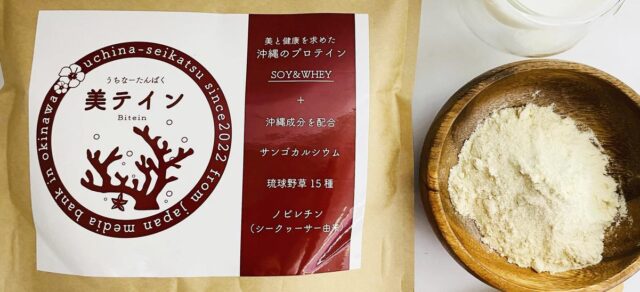 uchina-seikatsu since2022 from japan media bank in okinawa
うちなーたんぱく
美テイン
Bitein
美と健康を求めた
沖縄のプロテイン
SOY&WHEY
+
沖縄成分を配合
サンゴカルシウム
琉球野草15種
ノビレチン
(シークヮーサー由来)